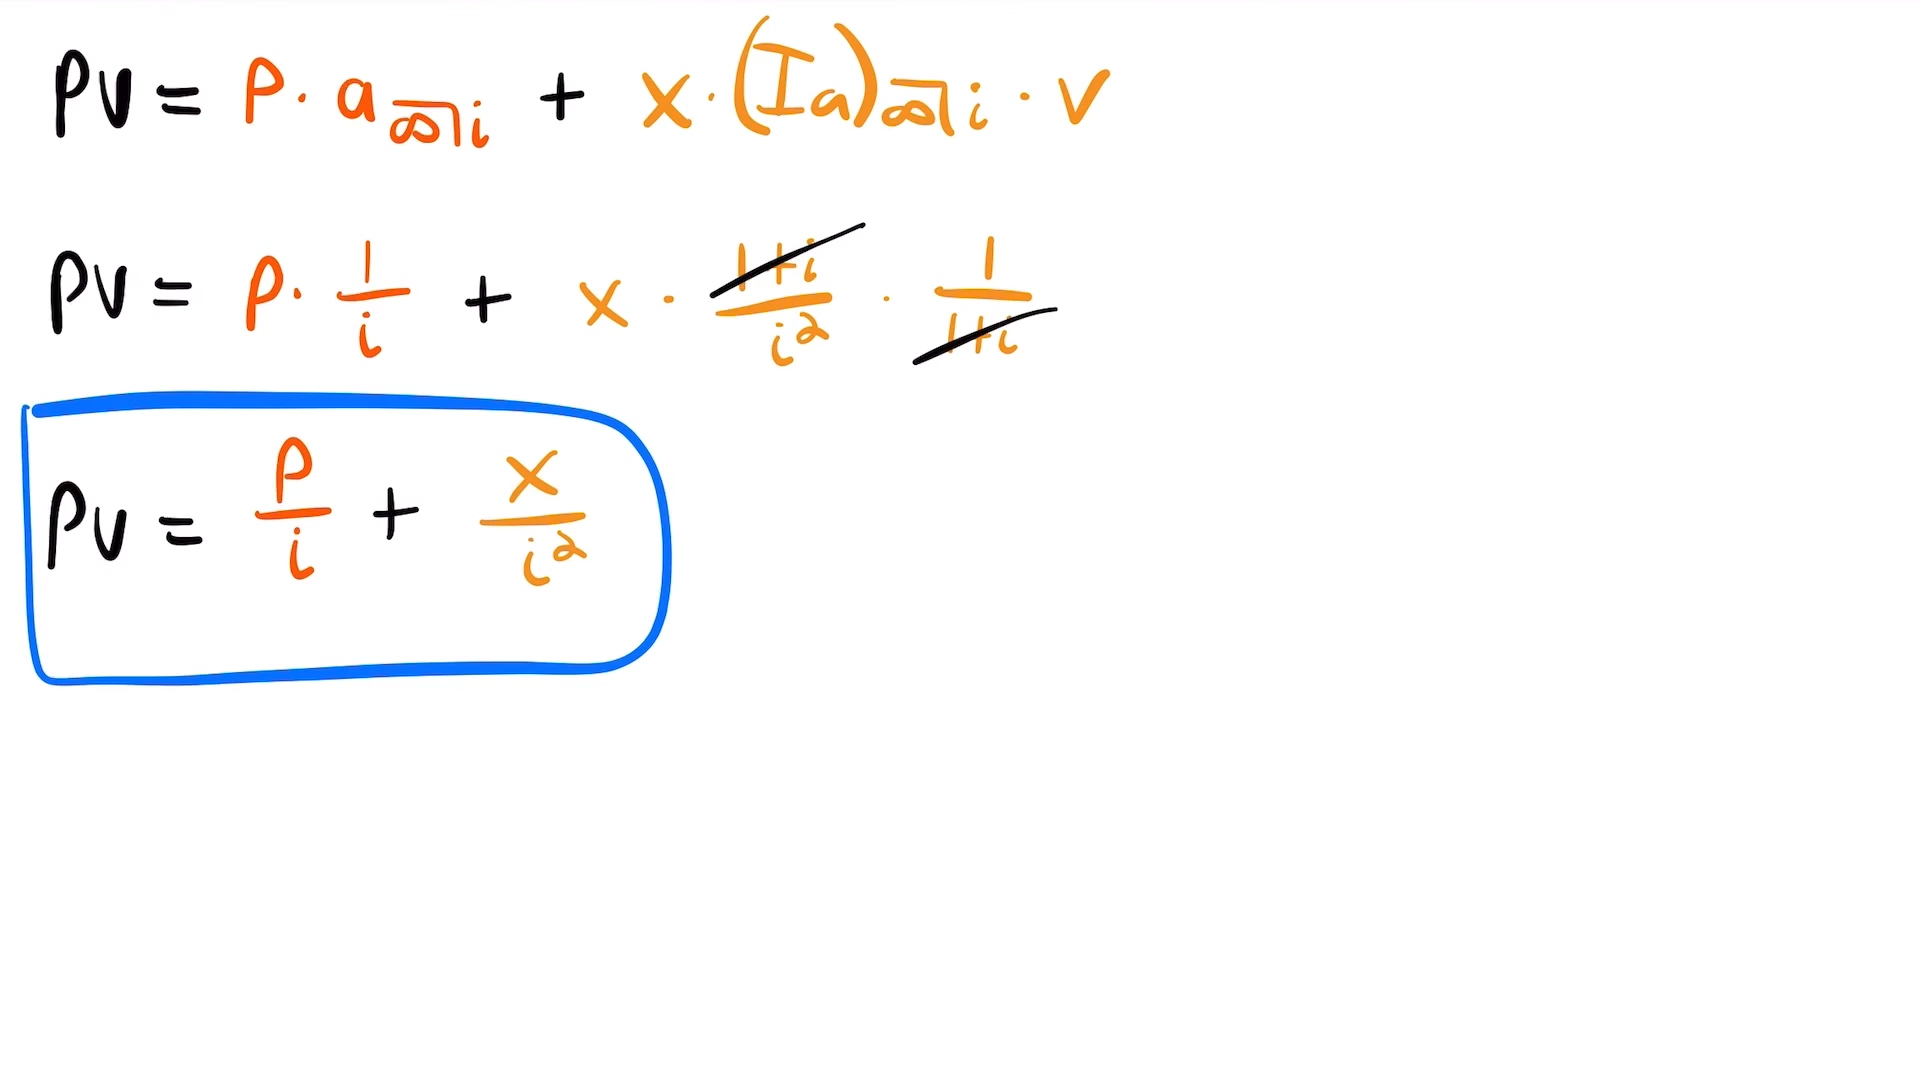 PV = P · a∞̅|i + x · (Ia)∞̅|i · v
PV = P · 1/i + x · (1+i)/i² · 1/(1+i)
PV = P/i + x/i²